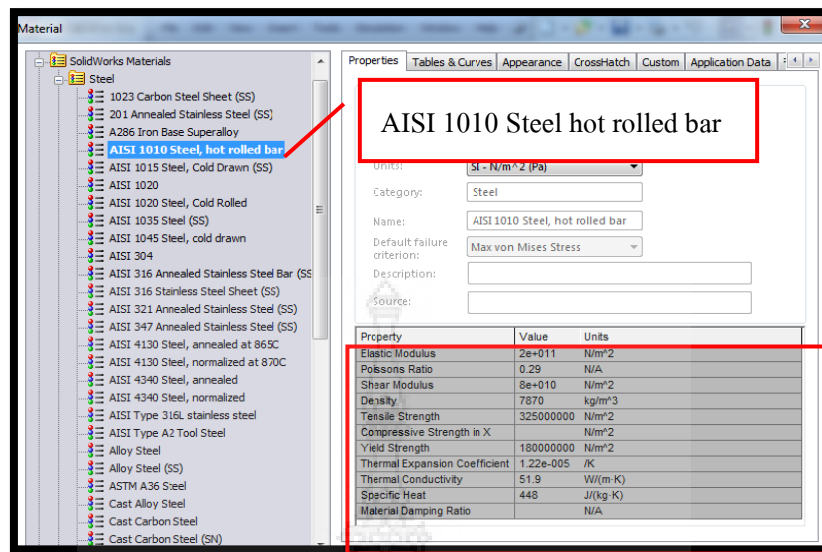 Material
SolidWorks Materials
Steel
1023 Carbon Steel Sheet (SS)
201 Annealed Stainless Steel (SS)
A286 Iron Base Superalloy
AISI 1010 Steel, hot rolled bar
AISI 1015 Steel, Cold Drawn (SS)
AISI 1020
AISI 1020 Steel, Cold Rolled
AISI 1035 Steel (SS)
AISI 1045 Steel, cold drawn
AISI 304
AISI 316 Annealed Stainless Steel Bar (SS
AISI 316 Stainless Steel Sheet (SS)
AISI 321 Annealed Stainless Steel (SS)
AISI 347 Annealed Stainless Steel (SS)
AISI 4130 Steel, annealed at 865C
AISI 4130 Steel, normalized at 870C
AISI 4340 Steel, annealed
AISI 4340 Steel, normalized
AISI Type 316L stainless steel
AISI Type A2 Tool Steel
Alloy Steel
Alloy Steel (SS)
ASTM A36 Steel
Cast Alloy Steel
Cast Carbon Steel
Cast Carbon Steel (SN)
Properties Tables & Curves Appearance CrossHatch Custom Application Data
AISI 1010 Steel hot rolled bar
Units: SI - N/m^2 (Pa)
Category: Steel
Name: AISI 1010 Steel, hot rolled bar
Default failure criterion: Max von Mises Stress
Description:
Source:
Property Value Units
Elastic Modulus 2e+011 N/m^2
Poissons Ratio 0.29 N/A
Shear Modulus 8e+010 N/m^2
Density 7870 kg/m^3
Tensile Strength 325000000 N/m^2
Compressive Strength in X N/m^2
Yield Strength 180000000 N/m^2
Thermal Expansion Coefficient 1.22e-005 /K
Thermal Conductivity 51.9 W/(m·K)
Specific Heat 448 J/(kg·K)
Material Damping Ratio N/A